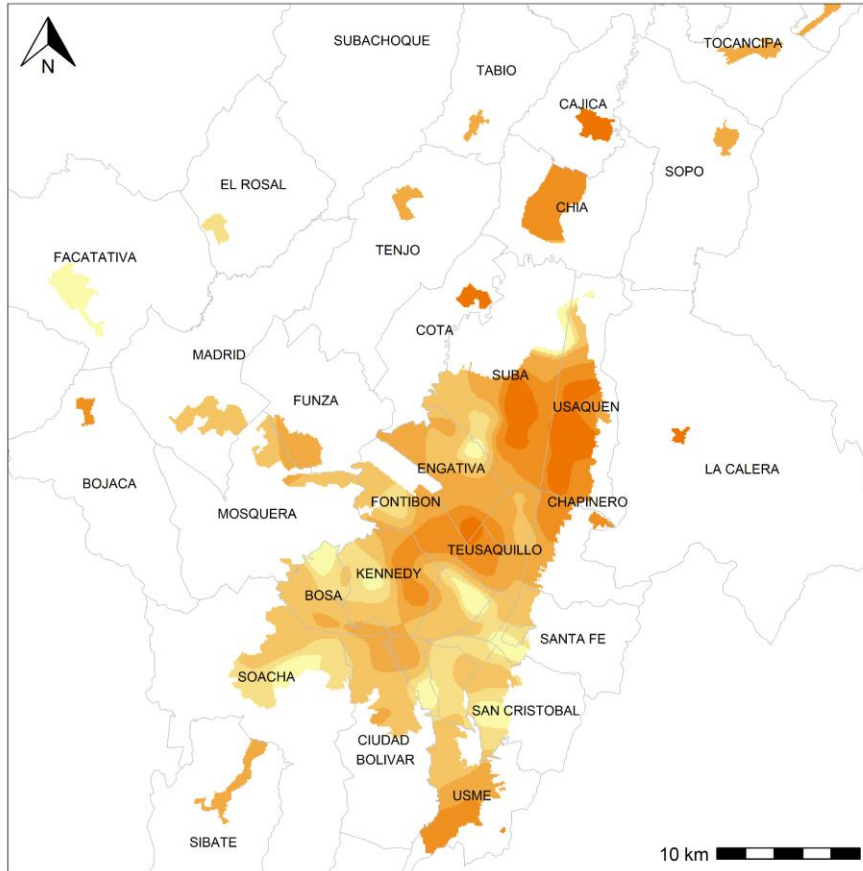 SUBACHOQUE
TOCANCIPA
N
TABIO
CAJICA
SOPO
EL ROSAL
CHIA
TENJO
FACATATIVA
COTA
MADRID
SUBA
FUNZA
USAQUEN
ENGATIVA
LA CALERA
BOJACA
FONTIBON
CHAPINERO
MOSQUERA
TEUSAQUILLO
KENNEDY
BOSA
SANTA FE
SOACHA
SAN CRISTOBAL
CIUDAD
BOLIVAR
USME
SIBATE
10 km